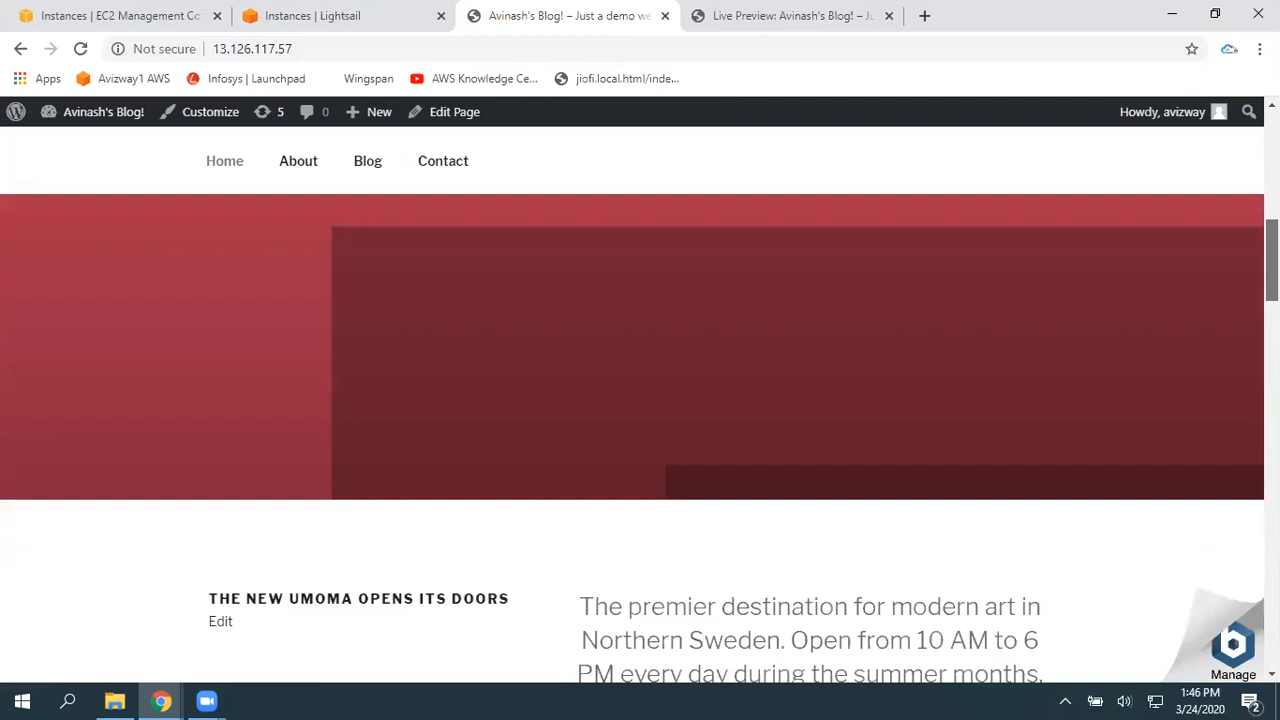 Instances | EC2 Management Co
Instances | Lightsail
Avinash's Blog! – Just a demo we
Live Preview: Avinash's Blog! – Ju
Not secure
13.126.117.57
Apps
Avizway1 AWS
Infosys | Launchpad
Wingspan
AWS Knowledge Ce...
jiofi.local.html/inde...
Avinash's Blog!
Customize
5
0
New
Edit Page
Howdy, avizway
Home
About
Blog
Contact
THE NEW UMOMA OPENS ITS DOORS
Edit
The premier destination for modern art in
Northern Sweden. Open from 10 AM to 6
PM every day during the summer months.
b
Manage
1:46 PM
3/24/2020
2